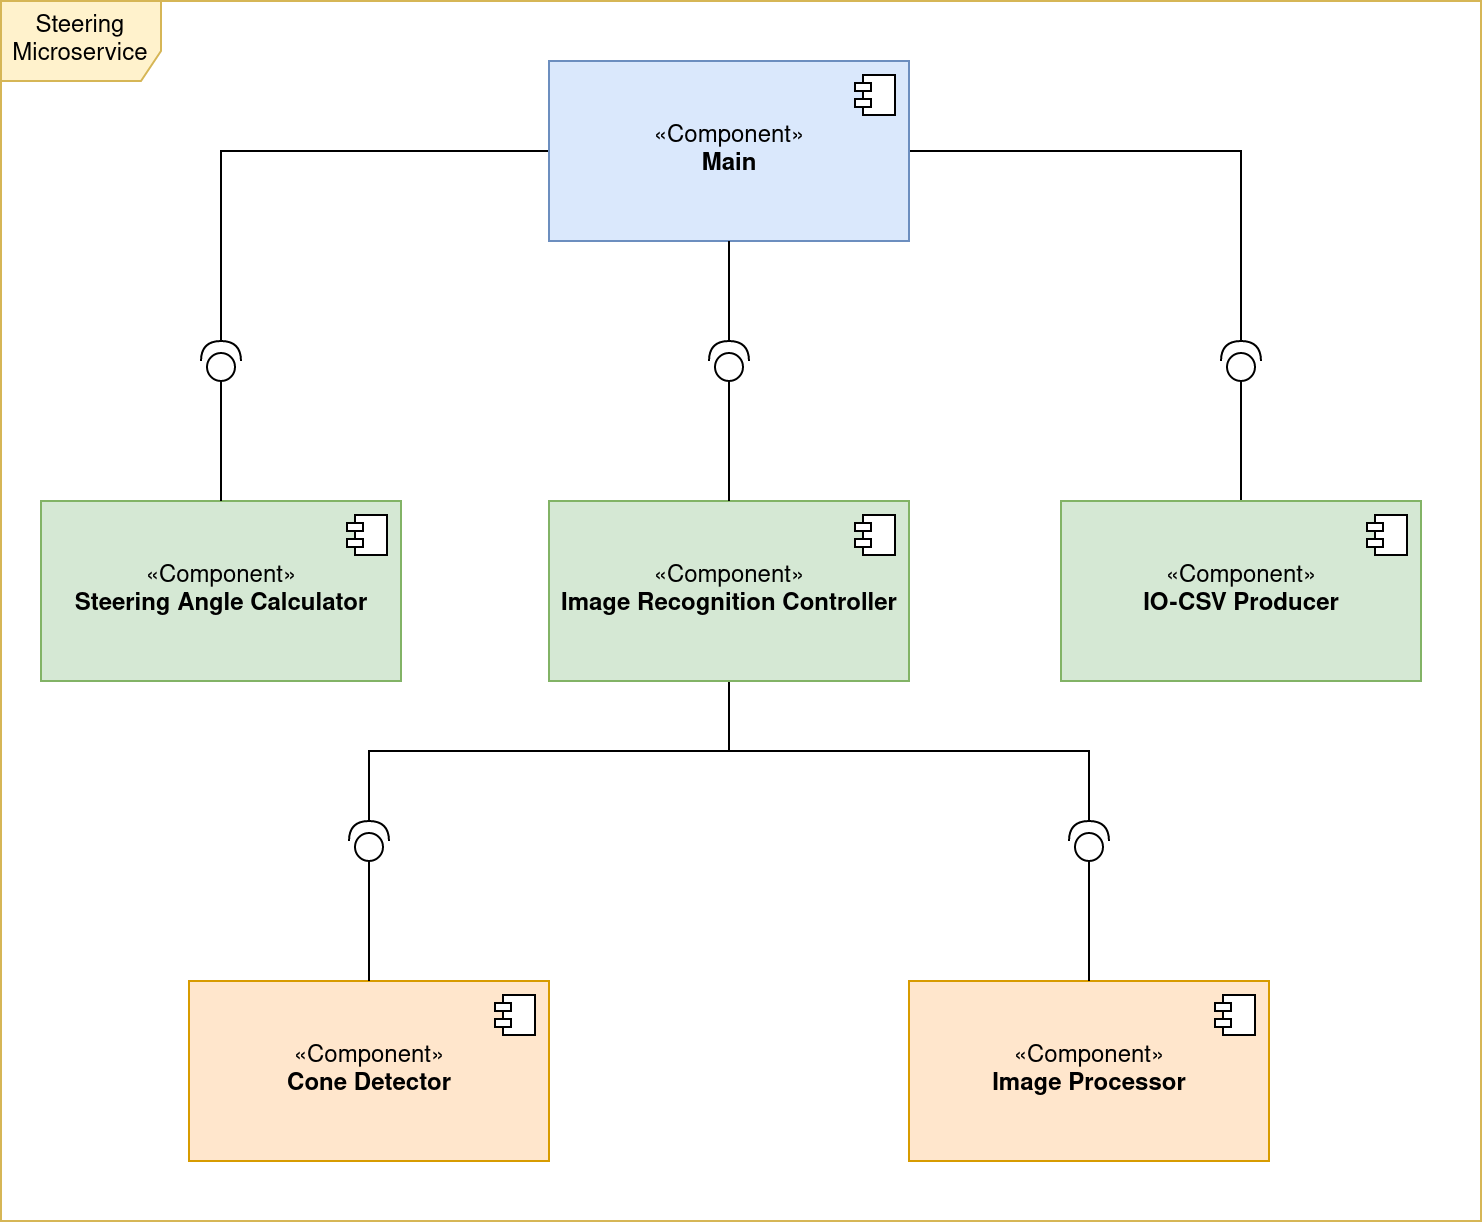 Steering
Microservice
«Component»
Main
«Component»
Steering Angle Calculator
«Component»
Image Recognition Controller
«Component»
IO-CSV Producer
«Component»
Cone Detector
«Component»
Image Processor